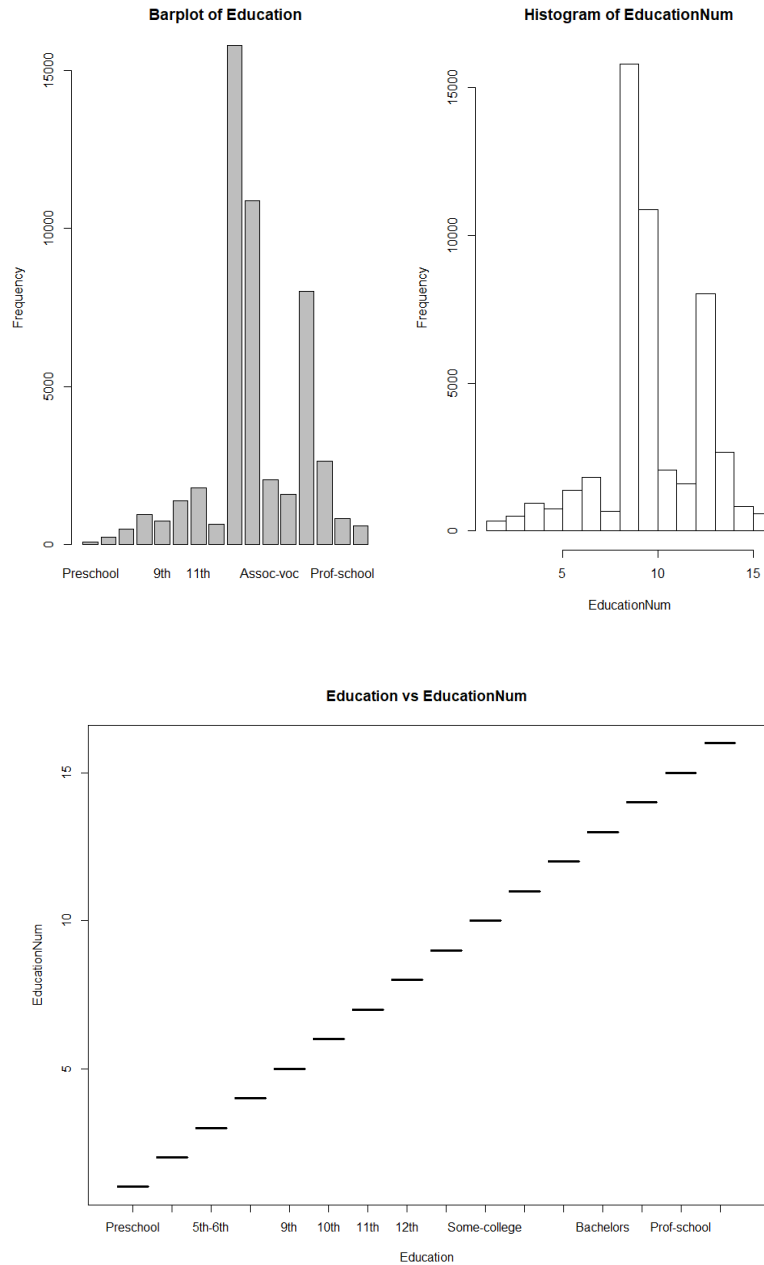 Barplot of Education
Frequency
15000
10000
5000
0
Preschool 9th 11th Assoc-voc Prof-school
Histogram of EducationNum
Frequency
15000
10000
5000
0
5 10 15
EducationNum
Education vs EducationNum
EducationNum
15
10
5
Preschool 5th-6th 9th 10th 11th 12th Some-college Bachelors Prof-school
Education